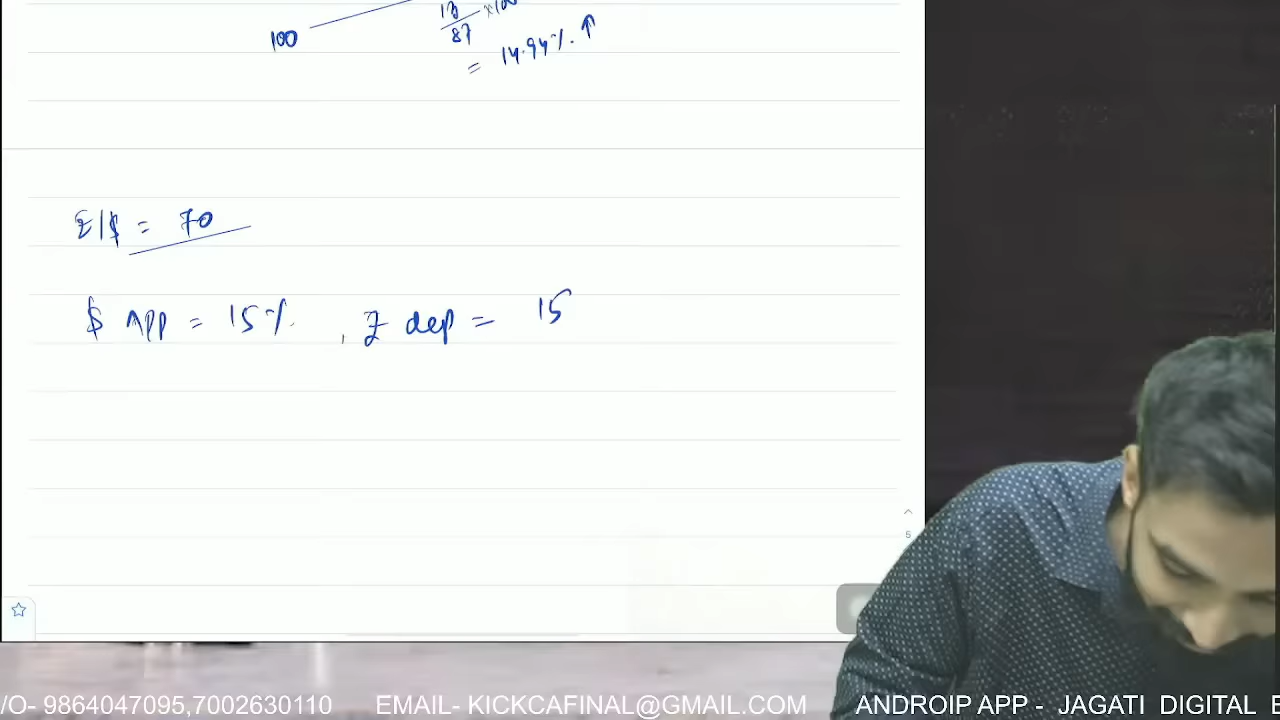 13
100
87
= 14.94% ↑
₹/$ = 70
$ App = 15%, ₹ dep = 15
5
/O- 9864047095,7002630110 EMAIL- KICKCAFINAL@GMAIL.COM ANDROIP APP - JAGATI DIGITAL E